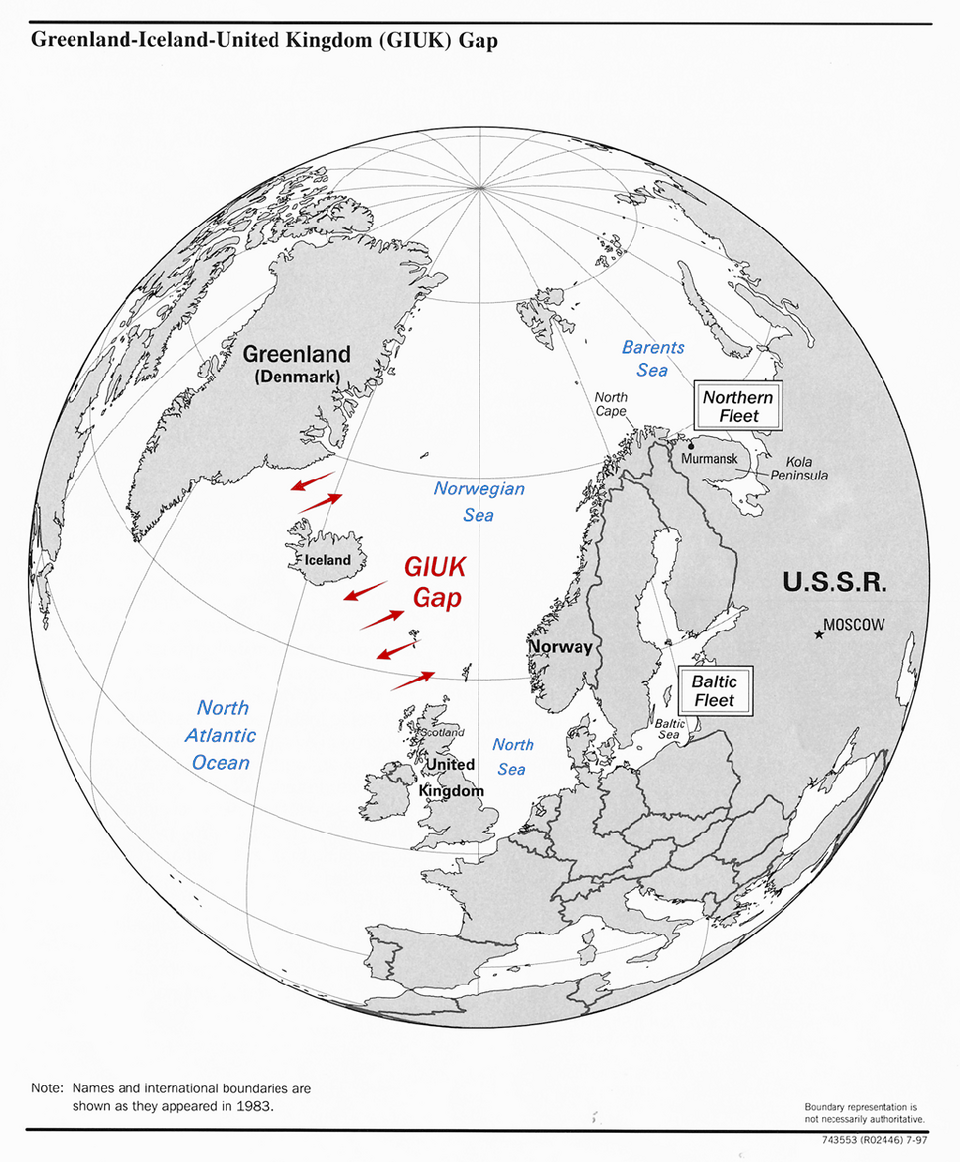 Greenland-Iceland-United Kingdom (GIUK) Gap
Greenland
(Denmark)
Barents
Sea
Northern
Fleet
North
Cape
Murmansk
Kola
Peninsula
Norwegian
Sea
Iceland
GIUK
Gap
U.S.S.R.
MOSCOW
Norway
Baltic
Fleet
Baltic
Sea
North
Atlantic
Ocean
Scotland
North
Sea
United
Kingdom
Note: Names and international boundaries are
shown as they appeared in 1983.
Boundary representation is
not necessarily authoritative.
743553 (R02446) 7-97